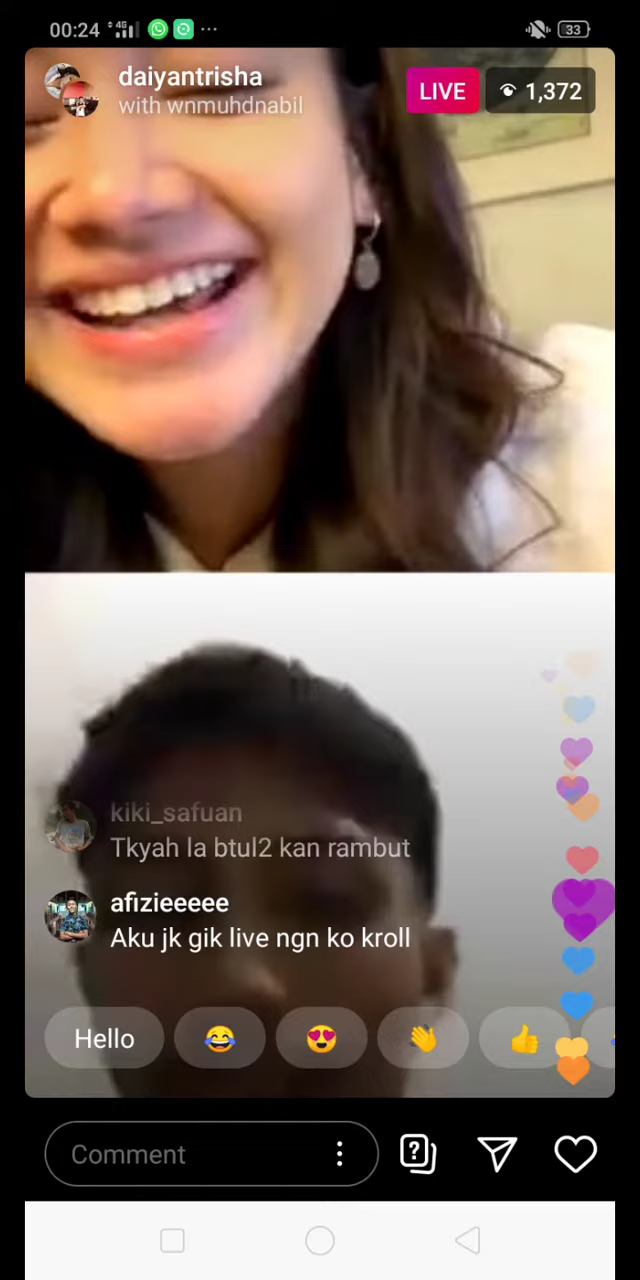 00:24 4G 33
daiyantrisha
with wnmuhdnabil
LIVE 1,372
kiki_safuan
Tkyah la btul2 kan rambut
afizieeeee
Aku jk gik live ngn ko kroll
Hello
Comment